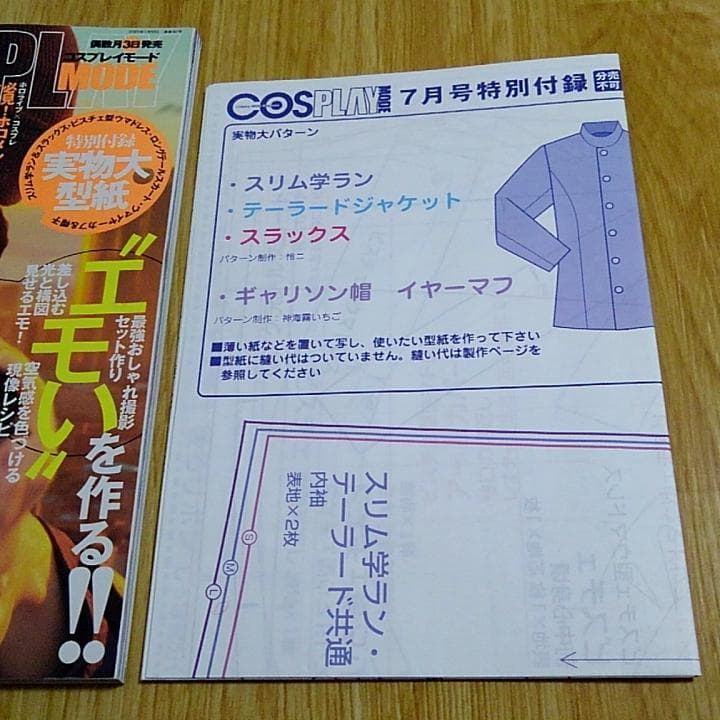 PLAY
MODE
偶数月3日発売
コスプレイモード
特別付録
実物大
型紙
"エモい"を作る!!
最強おしゃれ撮影
セット作り
差し込む
光と構図
見せるエモ!
空気感を色づける
現像レシピ
COSPLAY MODE 7月号特別付録 分売不可
実物大パターン
・スリム学ラン
・テーラードジャケット
・スラックス
パターン制作:怡ニ
・ギャリソン帽 イヤーマフ
パターン制作:神海霧いちご
■薄い紙などを置いて写し、使いたい型紙を作って下さい
■型紙に縫い代はついていません。縫い代は製作ページを
参照してください
スリム学ラン・
テーラード共通
内袖
表地×2枚
S
M
L